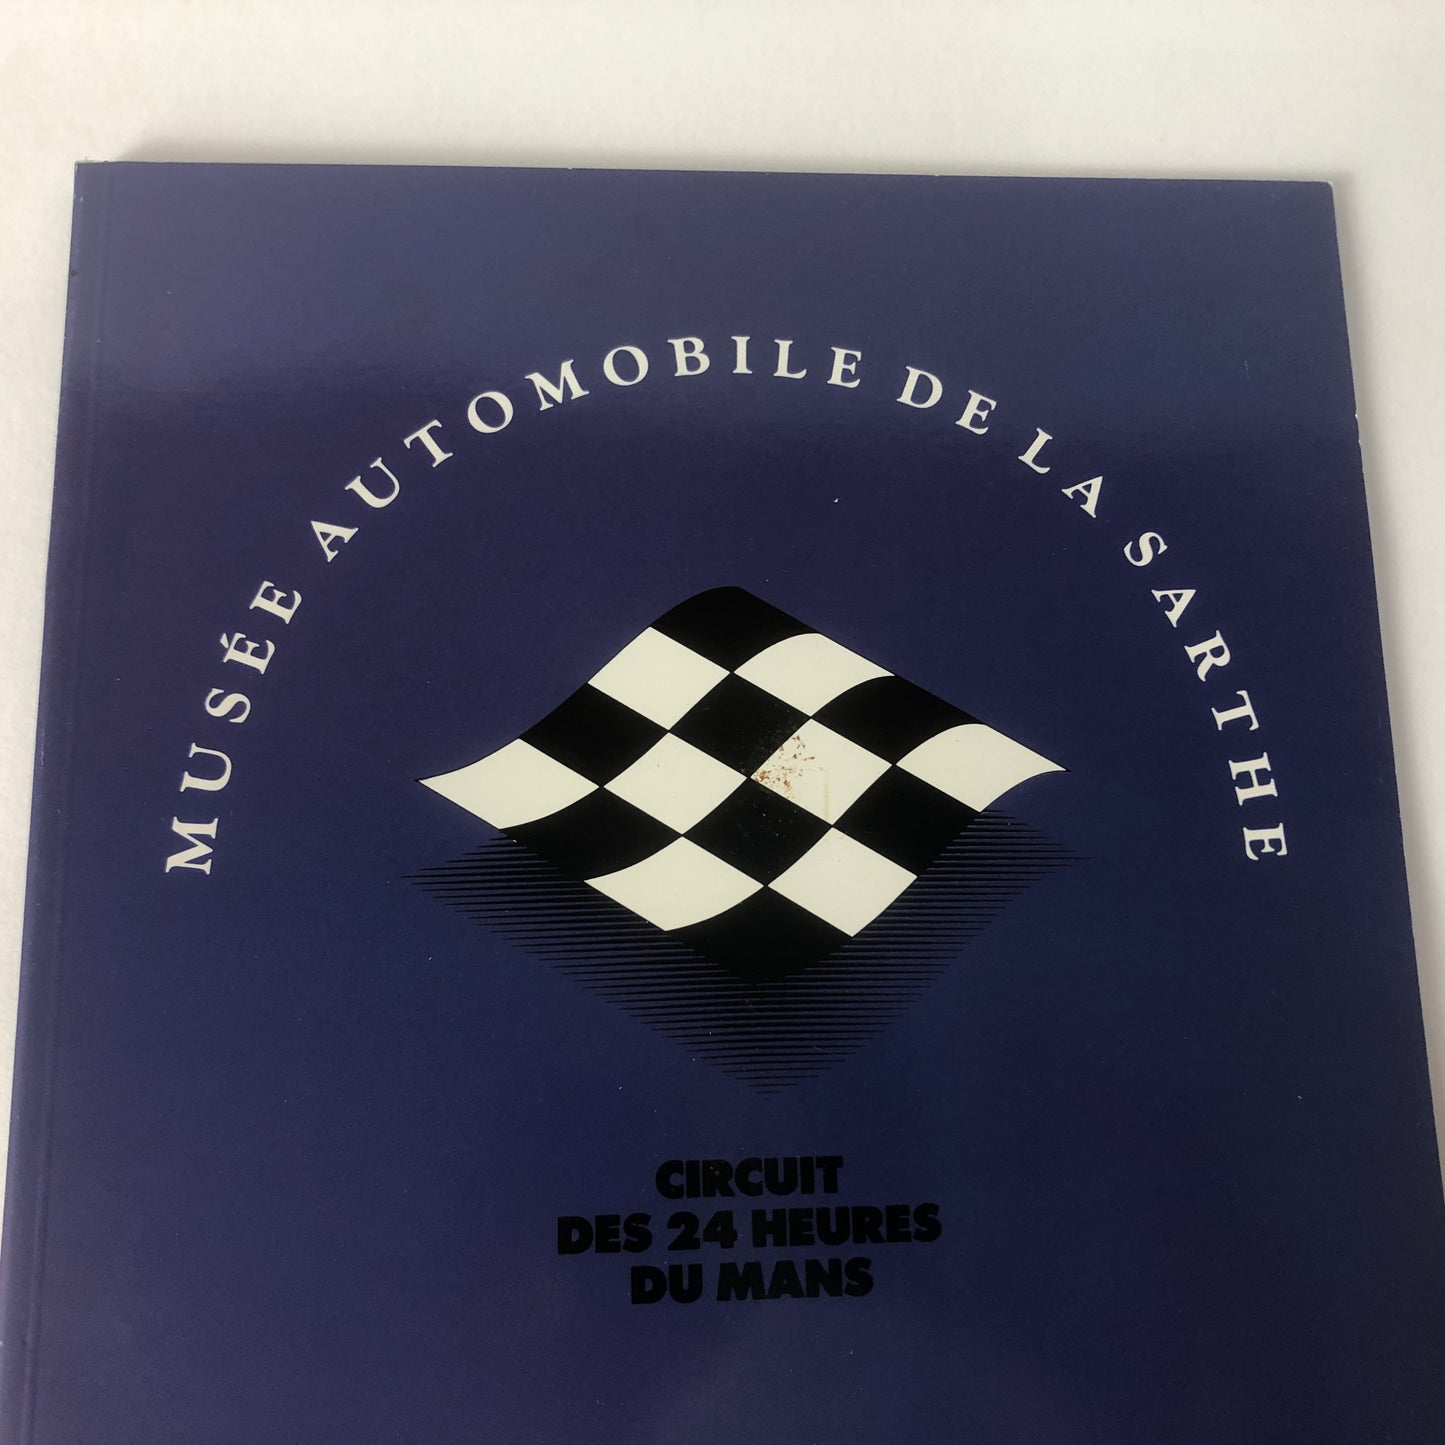 MUSÉE AUTOMOBILE DE LA SARTHE
CIRCUIT
DES 24 HEURES
DU MANS